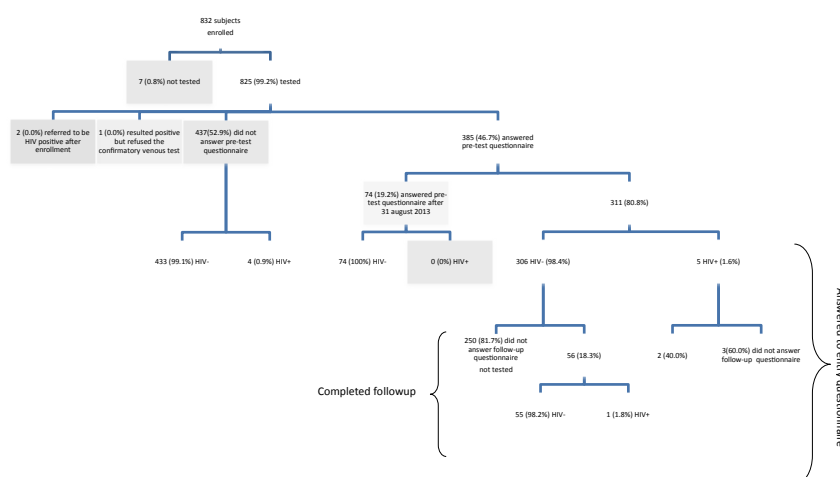 832 subjects
enrolled
7 (0.8%) not tested
825 (99.2%) tested
2 (0.0%) referred to be
HIV positive after
enrollment
1 (0.0%) resulted positive
but refused the
confirmatory venous test
437(52.9%) did not
answer pre-test
questionnaire
385 (46.7%) answered
pre-test questionnaire
74 (19.2%) answered pre-
test questionnaire after
31 august 2013
311 (80.8%)
433 (99.1%) HIV-
4 (0.9%) HIV+
74 (100%) HIV-
0 (0%) HIV+
306 HIV- (98.4%)
5 HIV+ (1.6%)
250 (81.7%) did not
answer follow-up
questionnaire
not tested
56 (18.3%)
2 (40.0%)
3(60.0%) did not answer
follow-up questionnaire
Completed followup
55 (98.2%) HIV-
1 (1.8%) HIV+
Answered to entry questionnaire